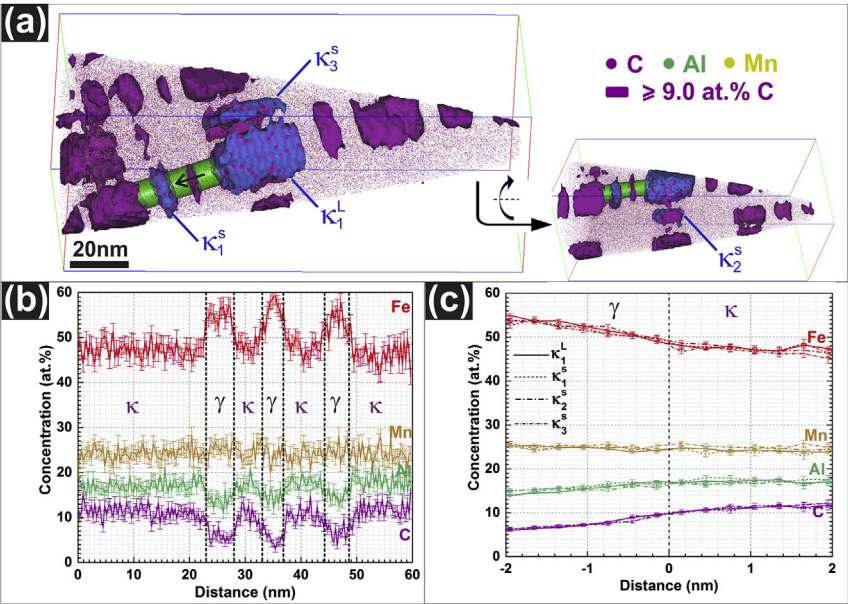 (a)
κ₃ˢ
● C ● Al ● Mn
≥ 9.0 at.% C
κ₁ᴸ
κ₁ˢ
20nm
κ₂ˢ
(b)
60
50
40
30
20
10
0
Concentration (at.%)
Fe
κ γ κ γ κ γ κ
Mn
Al
C
0 10 20 30 40 50 60
Distance (nm)
(c)
60
50
40
30
20
10
0
Concentration (at.%)
γ κ
Fe
κ₁ᴸ
κ₁ˢ
κ₂ˢ
κ₃ˢ
Mn
Al
C
-2 -1 0 1 2
Distance (nm)